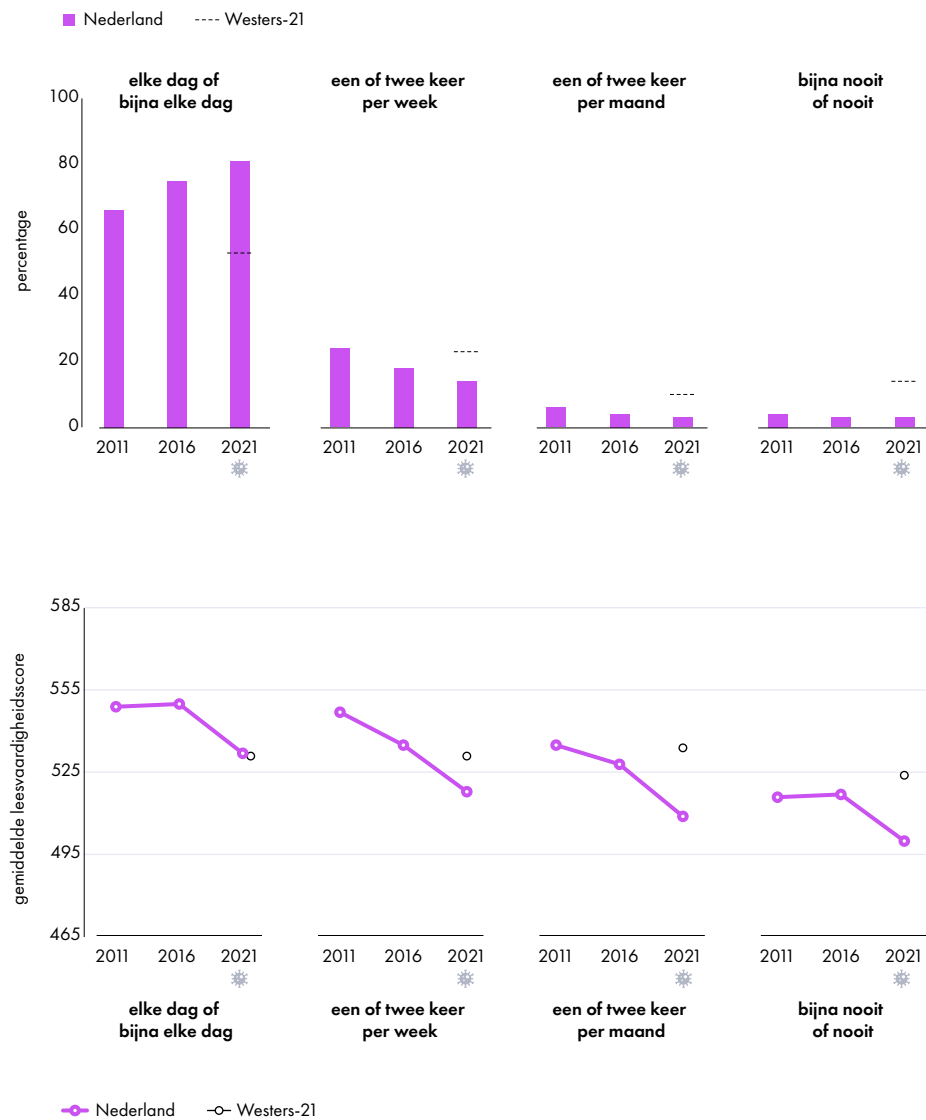 Nederland Westers-21
elke dag of
bijna elke dag
een of twee keer
per week
een of twee keer
per maand
bijna nooit
of nooit
percentage
100
80
60
40
20
0
2011 2016 2021
2011 2016 2021
2011 2016 2021
2011 2016 2021
gemiddelde leesvaardigheidsscore
585
555
525
495
465
2011 2016 2021
2011 2016 2021
2011 2016 2021
2011 2016 2021
elke dag of
bijna elke dag
een of twee keer
per week
een of twee keer
per maand
bijna nooit
of nooit
Nederland Westers-21